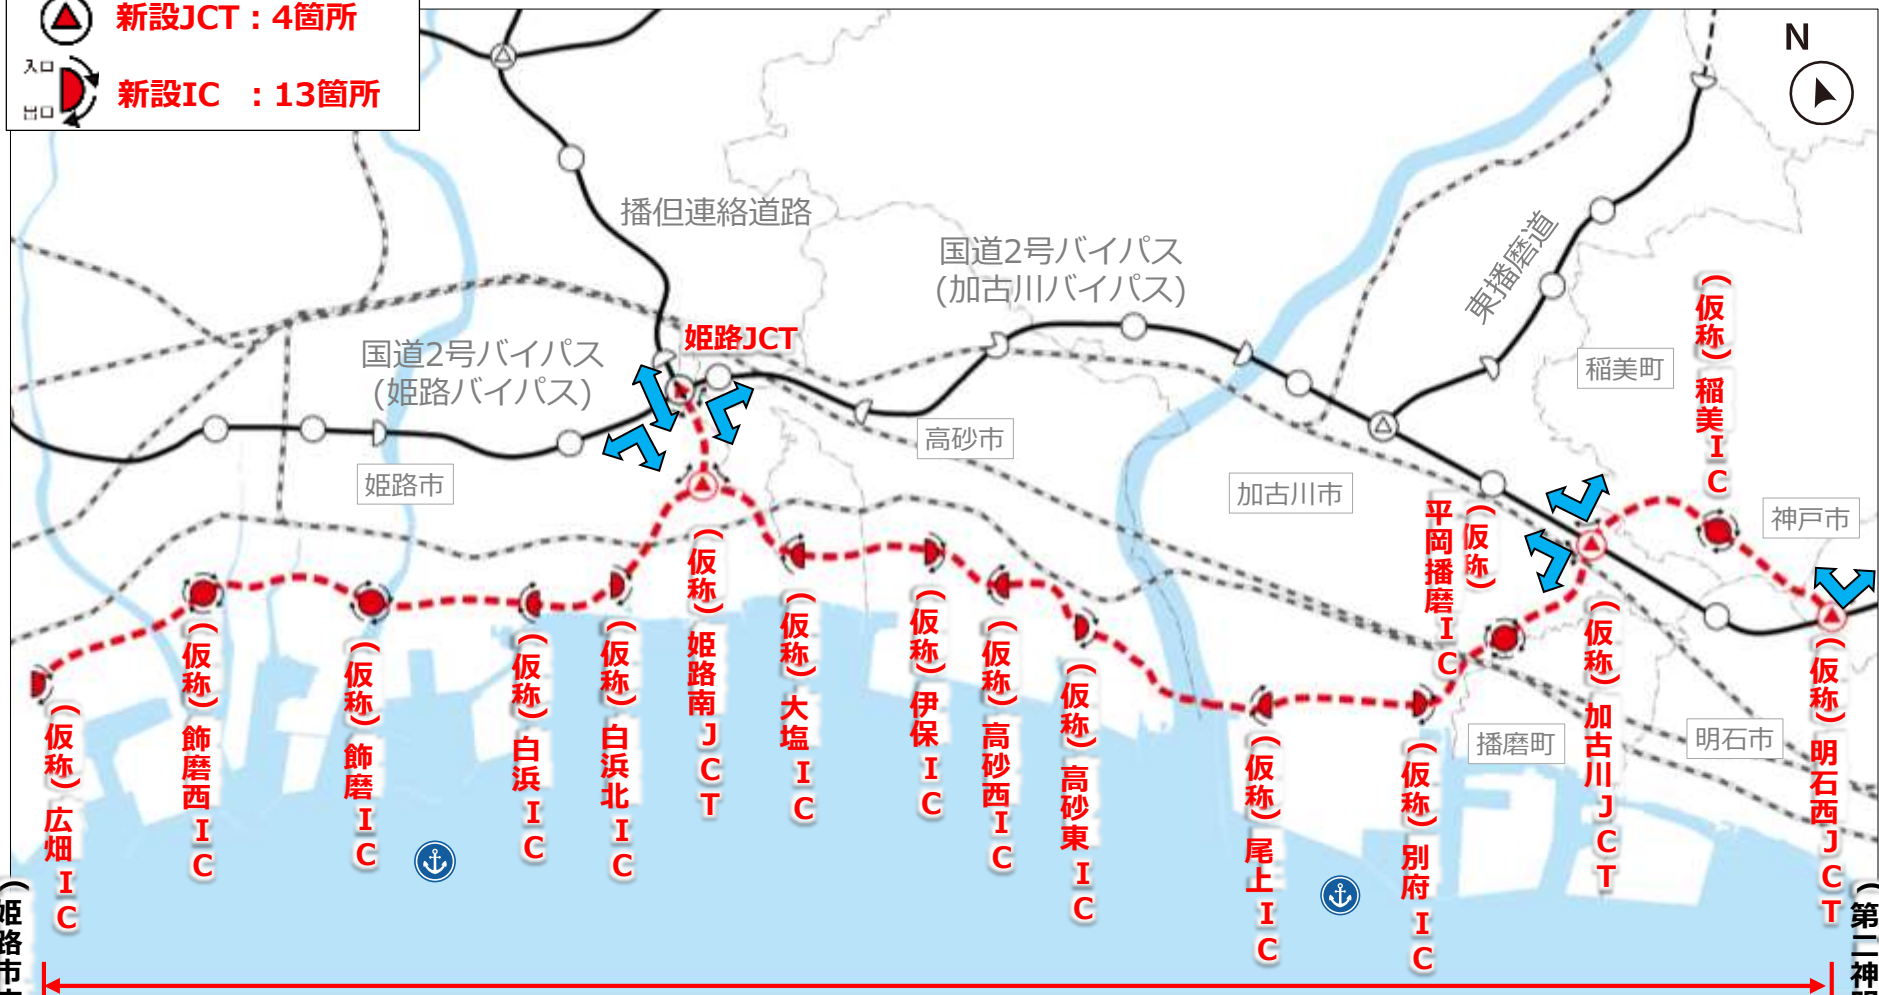 新設JCT：4箇所
入口
出口
新設IC ：13箇所
N
播但連絡道路
国道2号バイパス
(加古川バイパス)
東播磨道
国道2号バイパス
(姫路バイパス)
姫路JCT
稲美町
高砂市
姫路市
加古川市
神戸市
播磨町
明石市
（仮称）広畑IC
（仮称）飾磨西IC
（仮称）飾磨IC
（仮称）白浜IC
（仮称）白浜北IC
（仮称）姫路南JCT
（仮称）大塩IC
（仮称）伊保IC
（仮称）高砂西IC
（仮称）高砂東IC
（仮称）尾上IC
（仮称）別府IC
（仮称）
平岡播磨IC
（仮称）加古川JCT
（仮称）稲美IC
（仮称）明石西JCT
（姫路市
（第二神明